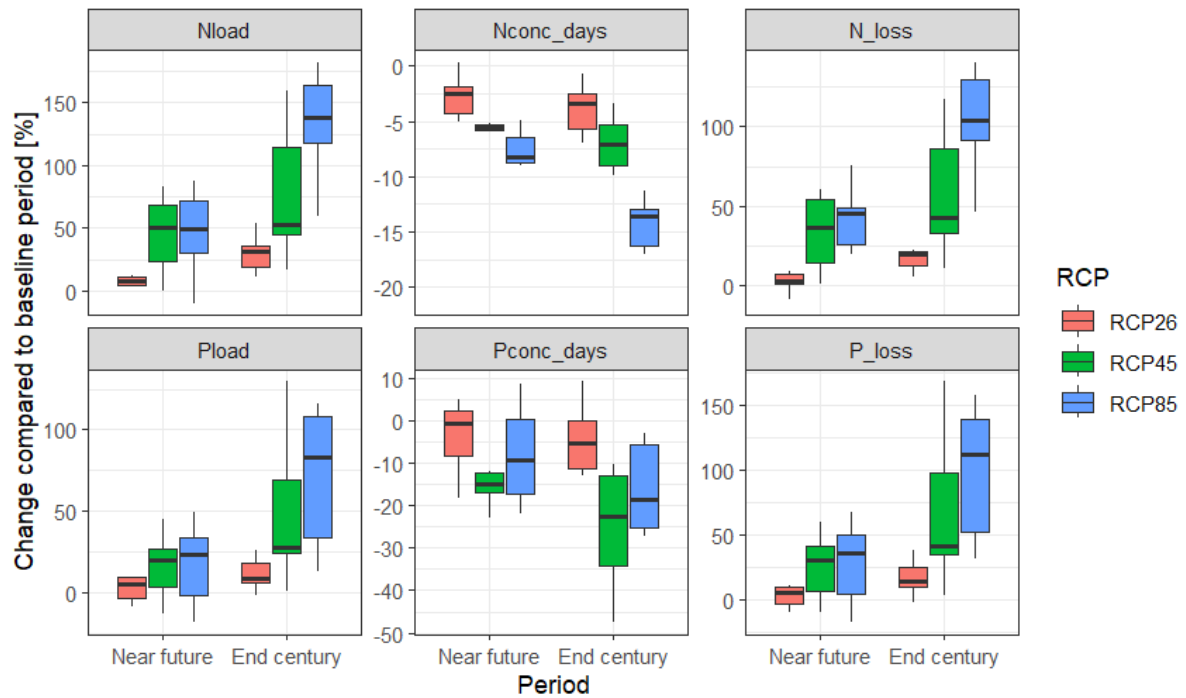 Nload
Nconc_days
N_loss
150
100
50
0
0
-5
-10
-15
-20
100
50
0
Pload
Pconc_days
P_loss
100
50
0
10
0
-10
-20
-30
-40
-50
150
100
50
0
Near future
End century
Near future
End century
Near future
End century
Period
Change compared to baseline period [%]
RCP
RCP26
RCP45
RCP85